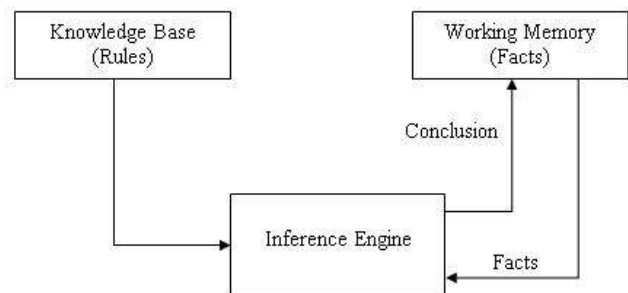 Knowledge Base
(Rules)
Working Memory
(Facts)
Conclusion
Inference Engine
Facts